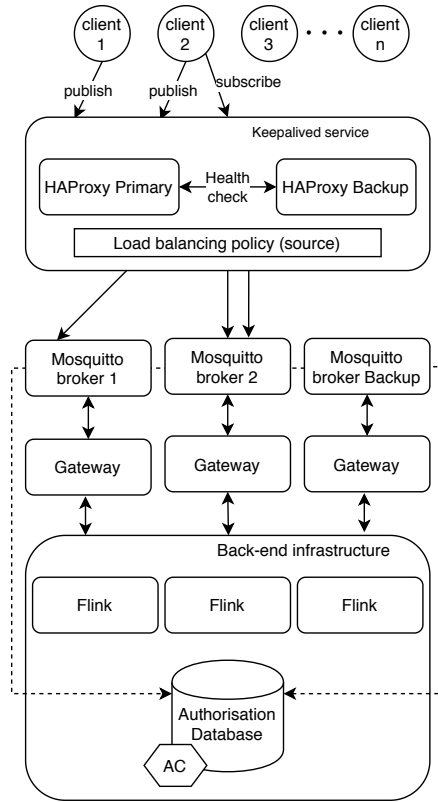 client
1
client
2
client
3
• • •
client
n
publish
publish
subscribe
Keepalived service
HAProxy Primary
Health
check
HAProxy Backup
Load balancing policy (source)
Mosquitto
broker 1
Mosquitto
broker 2
Mosquitto
broker Backup
Gateway
Gateway
Gateway
Back-end infrastructure
Flink
Flink
Flink
Authorisation
Database
AC